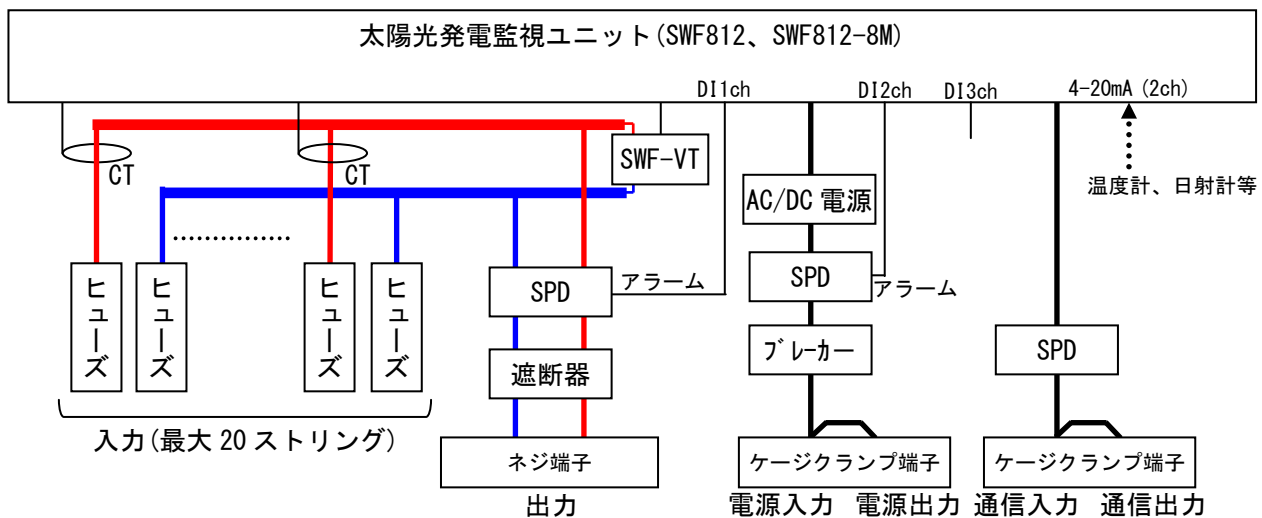 太陽光発電監視ユニット(SWF812、SWF812-8M)
DI1ch
DI2ch
DI3ch
4-20mA (2ch)
CT
CT
SWF-VT
AC/DC 電源
温度計、日射計等
ヒューズ
ヒューズ
ヒューズ
ヒューズ
SPD
アラーム
SPD
アラーム
遮断器
ﾌﾞﾚｰｶｰ
SPD
入力(最大 20 ストリング)
ネジ端子
ケージクランプ端子
ケージクランプ端子
出力
電源入力 電源出力 通信入力 通信出力